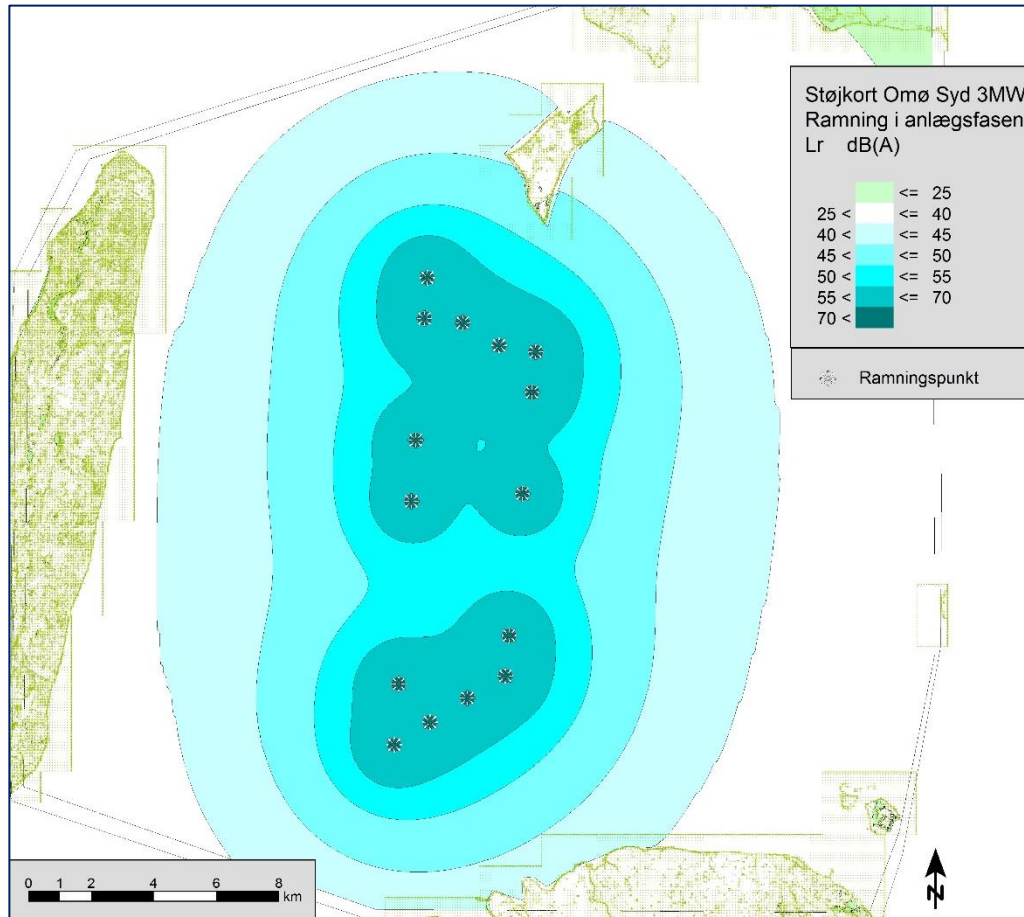 Støjkort Omø Syd 3MW
Ramning i anlægsfasen
Lr dB(A)
<= 25
25 < <= 40
40 < <= 45
45 < <= 50
50 < <= 55
55 < <= 70
70 <
Ramningspunkt
0 1 2 4 6 8
km
N